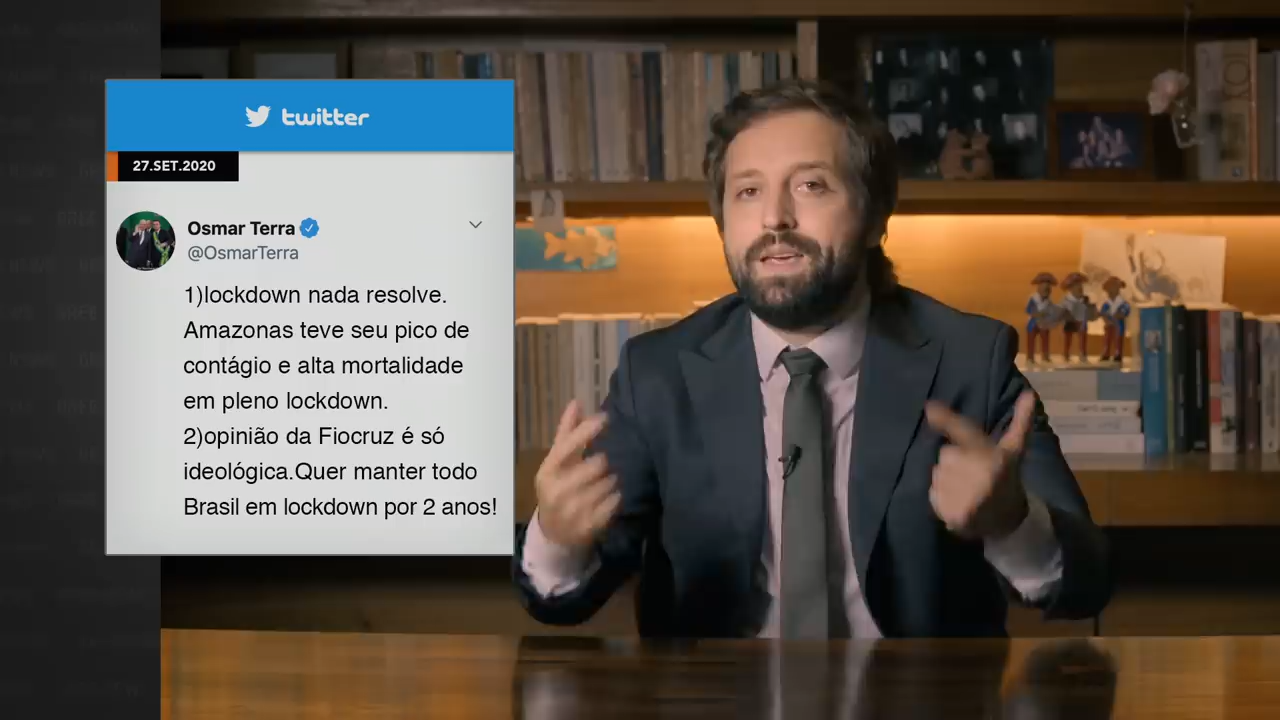 twitter
27.SET.2020
Osmar Terra
@OsmarTerra
1)lockdown nada resolve.
Amazonas teve seu pico de
contágio e alta mortalidade
em pleno lockdown.
2)opinião da Fiocruz é só
ideológica.Quer manter todo
Brasil em lockdown por 2 anos!